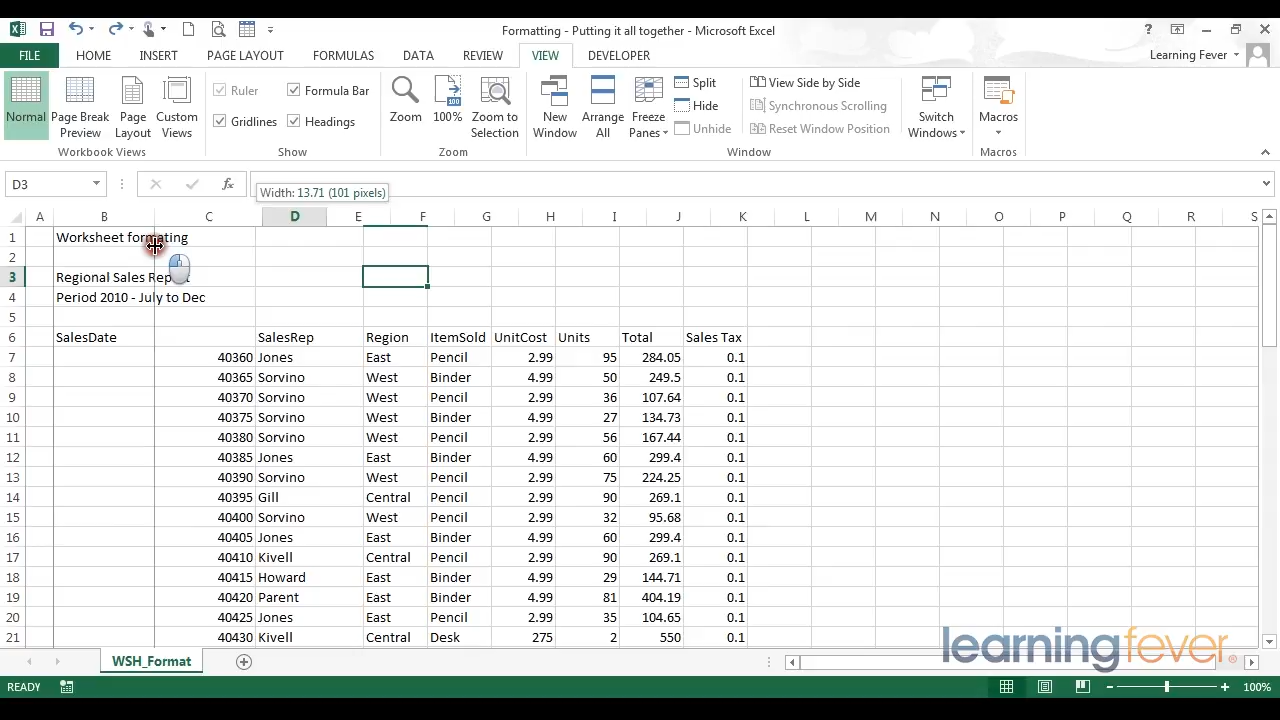 Formatting - Putting it all together - Microsoft Excel
FILE HOME INSERT PAGE LAYOUT FORMULAS DATA REVIEW VIEW DEVELOPER Learning Fever
Normal Page Break Preview Page Layout Custom Views
Ruler Formula Bar
Gridlines Headings
Zoom 100% Zoom to Selection
New Window Arrange All Freeze Panes
Split
Hide
Unhide
View Side by Side
Synchronous Scrolling
Reset Window Position
Switch Windows
Macros
Workbook Views Show Zoom Window Macros
D3 fx
Width: 13.71 (101 pixels)
A B C D E F G H I J K L M N O P Q R S
1 Worksheet formating
2
3 Regional Sales
4 Period 2010 - July to Dec
5
6 SalesDate SalesRep Region ItemSold UnitCost Units Total Sales Tax
7 40360 Jones East Pencil 2.99 95 284.05 0.1
8 40365 Sorvino West Binder 4.99 50 249.5 0.1
9 40370 Sorvino West Pencil 2.99 36 107.64 0.1
10 40375 Sorvino West Binder 4.99 27 134.73 0.1
11 40380 Sorvino West Pencil 2.99 56 167.44 0.1
12 40385 Jones East Binder 4.99 60 299.4 0.1
13 40390 Sorvino West Pencil 2.99 75 224.25 0.1
14 40395 Gill Central Pencil 2.99 90 269.1 0.1
15 40400 Sorvino West Pencil 2.99 32 95.68 0.1
16 40405 Jones East Binder 4.99 60 299.4 0.1
17 40410 Kivell Central Pencil 2.99 90 269.1 0.1
18 40415 Howard East Binder 4.99 29 144.71 0.1
19 40420 Parent East Binder 4.99 81 404.19 0.1
20 40425 Jones East Pencil 2.99 35 104.65 0.1
21 40430 Kivell Central Desk 275 2 550 0.1
learningfever
WSH_Format
READY 100%